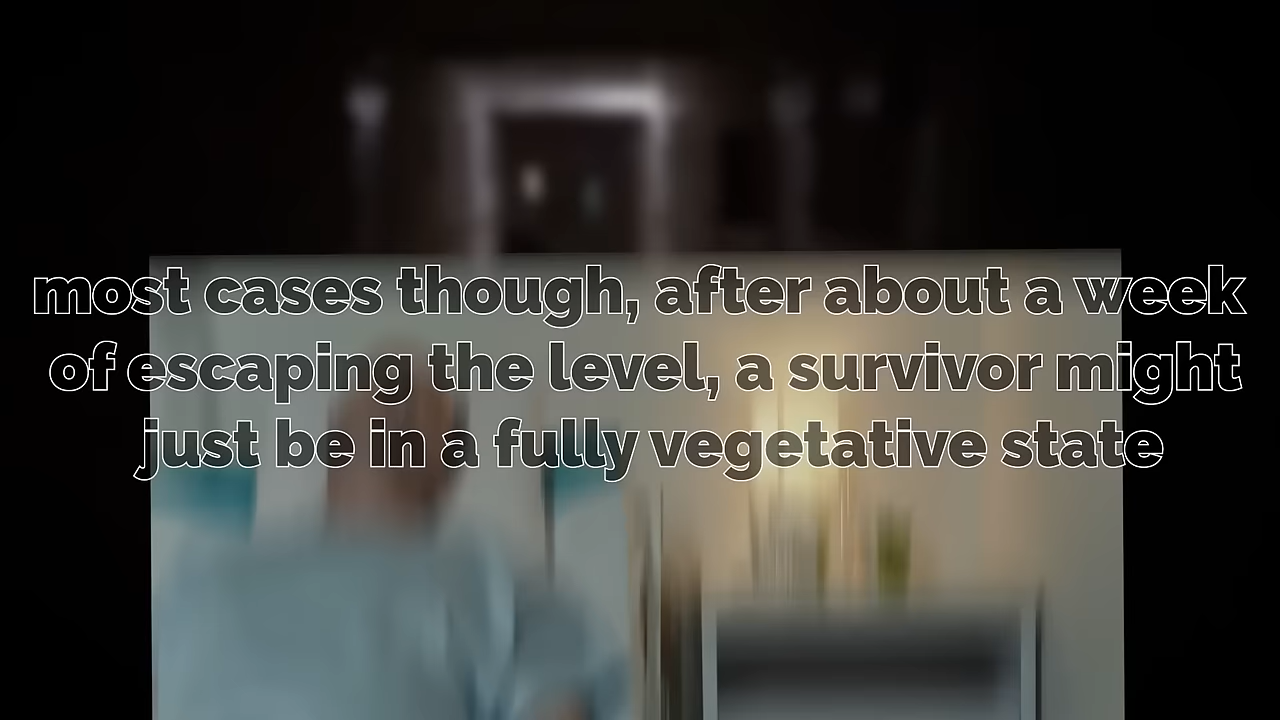 most cases though, after about a week
of escaping the level, a survivor might
just be in a fully vegetative state